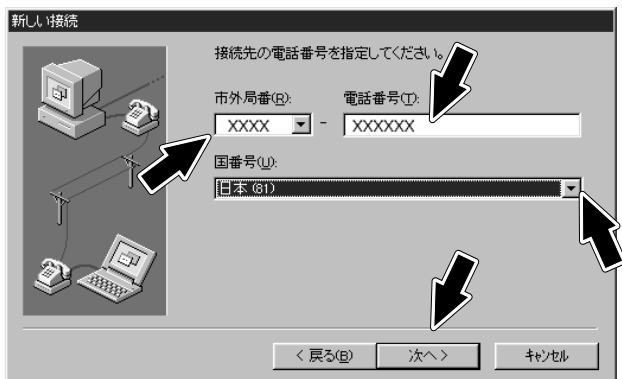 新しい接続
接続先の電話番号を指定してください。
市外局番(R): 電話番号(T):
XXXX - XXXXXX
国番号(U):
日本 (81)
< 戻る(B) 次へ > キャンセル